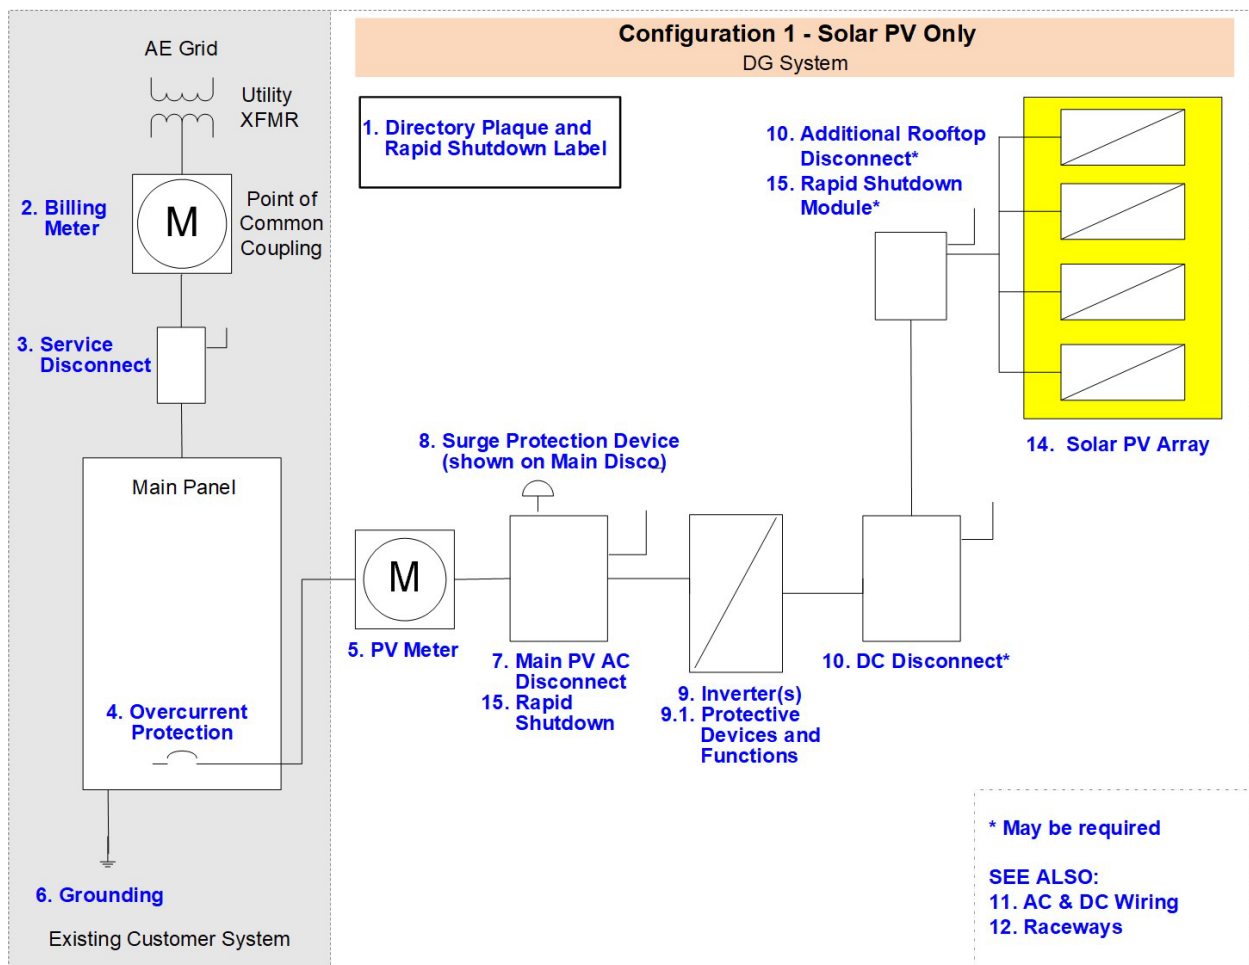 Configuration 1 - Solar PV Only
DG System
AE Grid
Utility
XFMR
1. Directory Plaque and
Rapid Shutdown Label
2. Billing
Meter
M
Point of
Common
Coupling
3. Service
Disconnect
Main Panel
4. Overcurrent
Protection
6. Grounding
Existing Customer System
10. Additional Rooftop
Disconnect*
15. Rapid Shutdown
Module*
14. Solar PV Array
8. Surge Protection Device
(shown on Main Disco)
M
5. PV Meter
7. Main PV AC
Disconnect
15. Rapid
Shutdown
9. Inverter(s)
9.1. Protective
Devices and
Functions
10. DC Disconnect*
* May be required
SEE ALSO:
11. AC & DC Wiring
12. Raceways